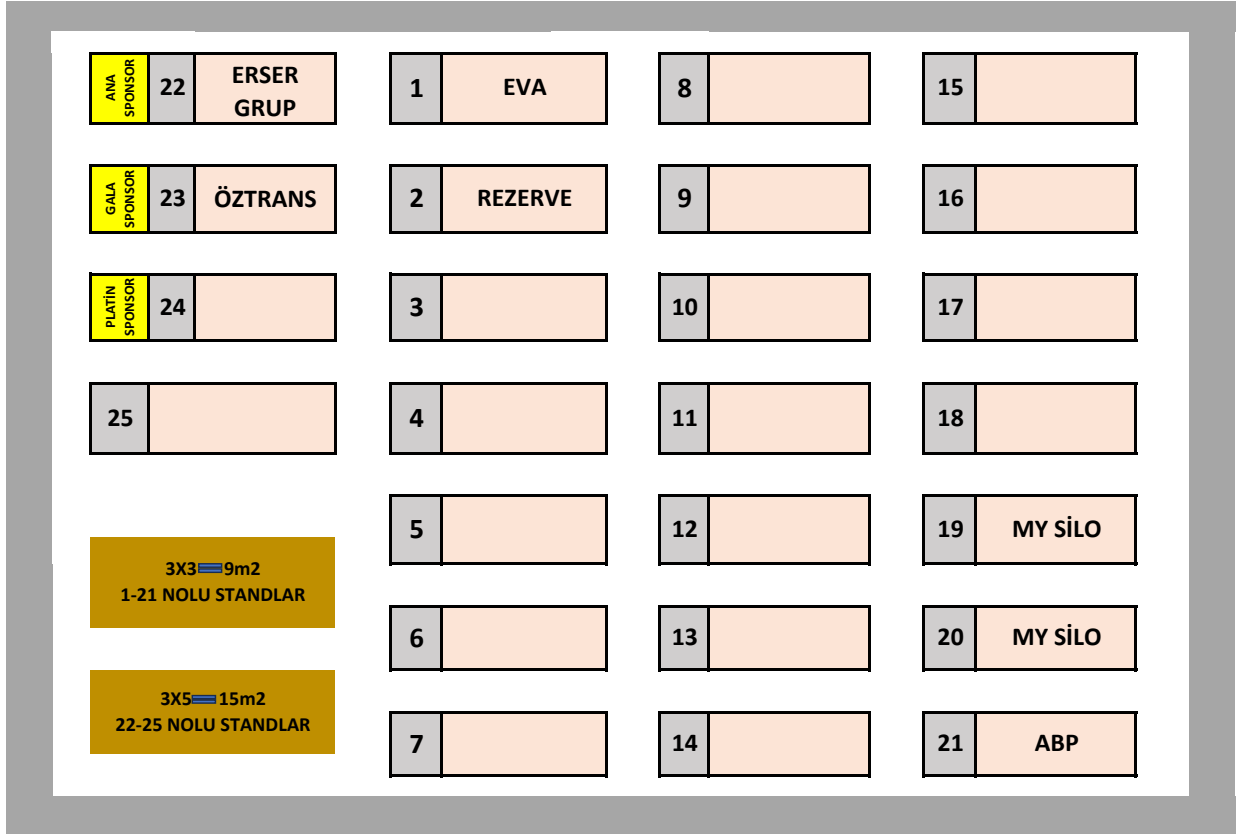 ANA
SPONSOR
22
ERSER
GRUP
1
EVA
8
15
GALA
SPONSOR
23
ÖZTRANS
2
REZERVE
9
16
PLATİN
SPONSOR
24
3
10
17
25
4
11
18
5
12
19
MY SİLO
3X3=9m2
1-21 NOLU STANDLAR
6
13
20
MY SİLO
3X5=15m2
22-25 NOLU STANDLAR
7
14
21
ABP